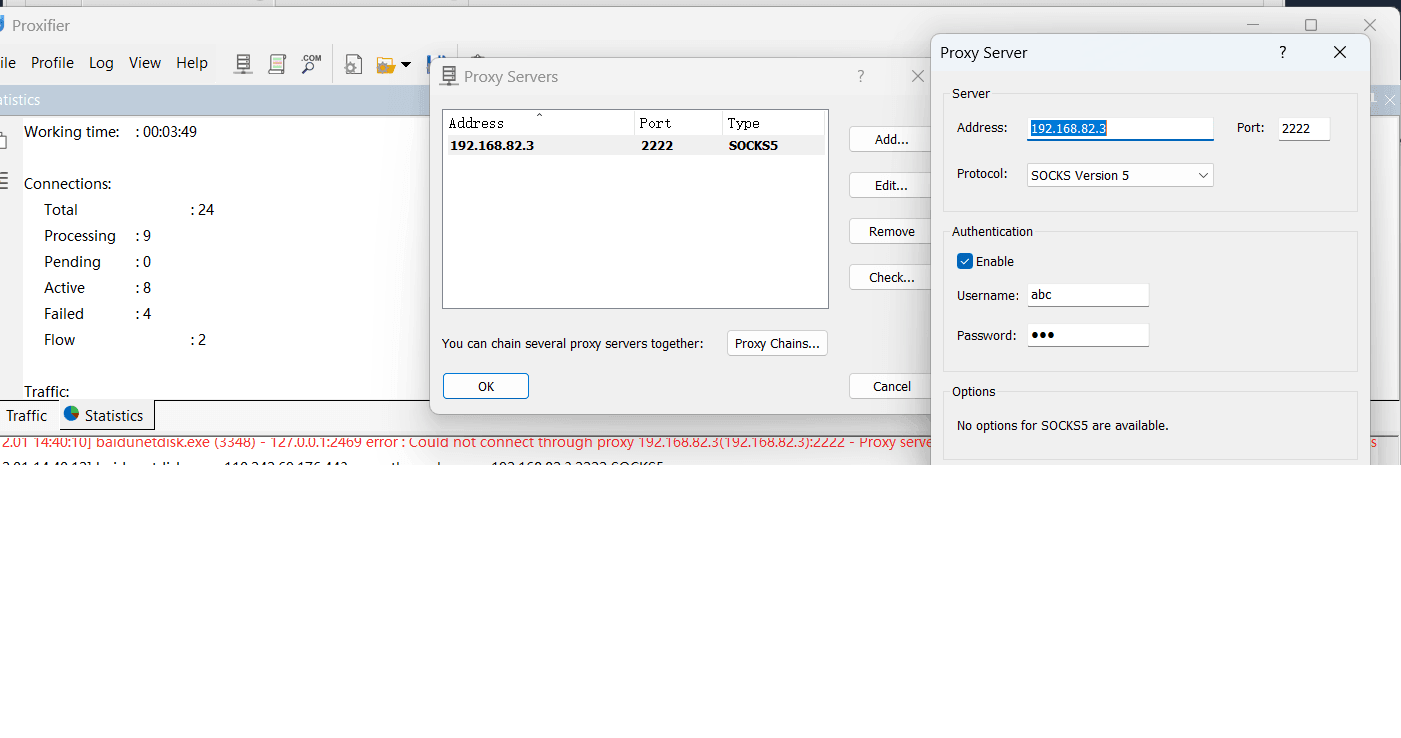 Proxifier
ile Profile Log View Help
.COM
tistics
Working time: : 00:03:49
Connections:
Total : 24
Processing : 9
Pending : 0
Active : 8
Failed : 4
Flow : 2
Traffic:
Traffic Statistics
2.01 14:40:10] baidunetdisk.exe (3348) - 127.0.0.1:2469 error : Could not connect through proxy 192.168.82.3(192.168.82.3):2222 - Proxy serve
Proxy Servers ?
Address Port Type
192.168.82.3 2222 SOCKS5
Add...
Edit...
Remove
Check...
You can chain several proxy servers together: Proxy Chains...
OK Cancel
Proxy Server ?
Server
Address: 192.168.82.3 Port: 2222
Protocol: SOCKS Version 5
Authentication
Enable
Username: abc
Password: ●●●
Options
No options for SOCKS5 are available.